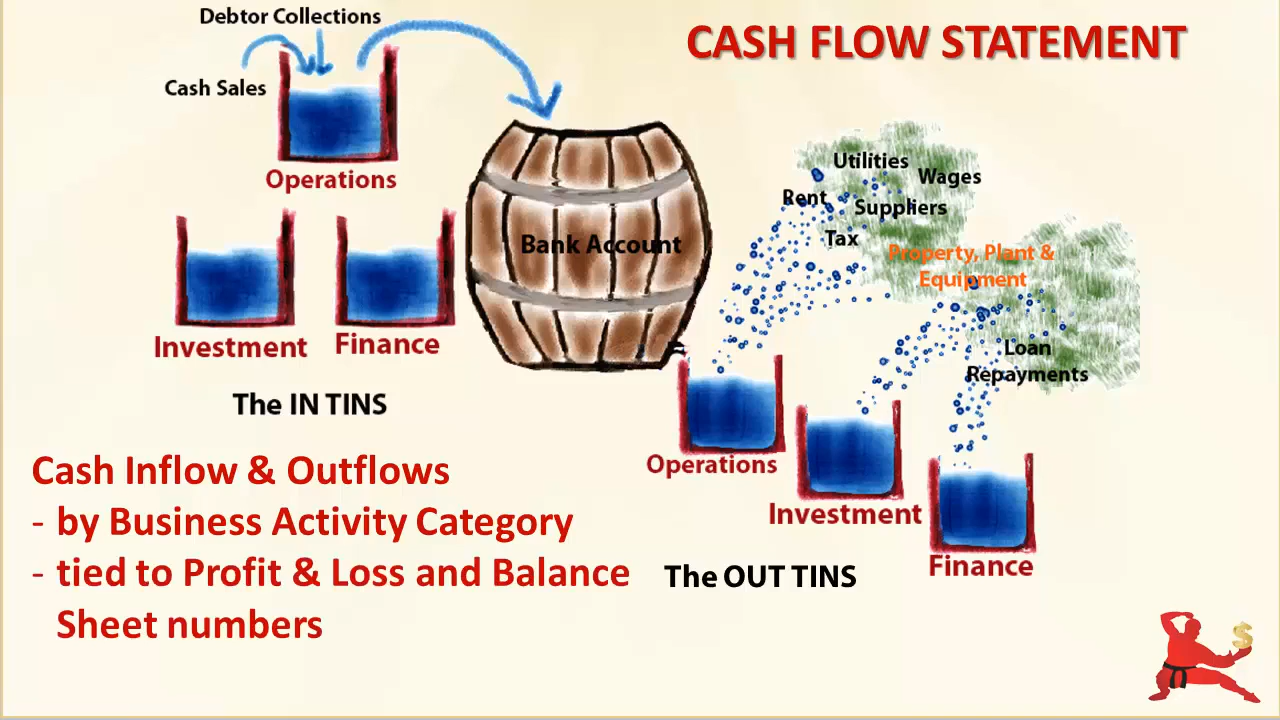 Debtor Collections
CASH FLOW STATEMENT
Cash Sales
Operations
Investment
Finance
The IN TINS
Bank Account
Utilities
Wages
Rent
Suppliers
Tax
Property, Plant &
Equipment
Loan
Repayments
Operations
Investment
Finance
The OUT TINS
Cash Inflow & Outflows
- by Business Activity Category
- tied to Profit & Loss and Balance
Sheet numbers
$